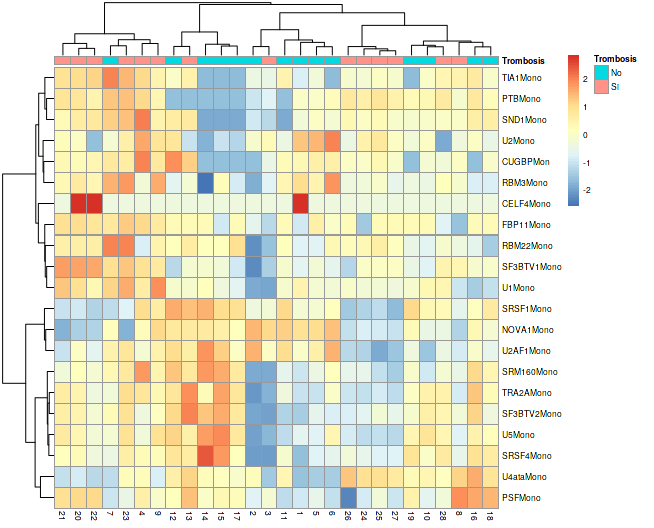 Trombosis
Trombosis
No
SI
2
1
0
-1
-2
TIA1Mono
PTBMono
SND1Mono
U2Mono
CUGBPMon
RBM3Mono
CELF4Mono
FBP11Mono
RBM22Mono
SF3BTV1Mono
U1Mono
SRSF1Mono
NOVA1Mono
U2AF1Mono
SRM160Mono
TRA2AMono
SF3BTV2Mono
U5Mono
SRSF4Mono
U4ataMono
PSFMono
21 20 22 7 23 4 9 12 13 14 15 17 2 3 11 1 5 6 26 24 25 27 19 10 28 8 16 18